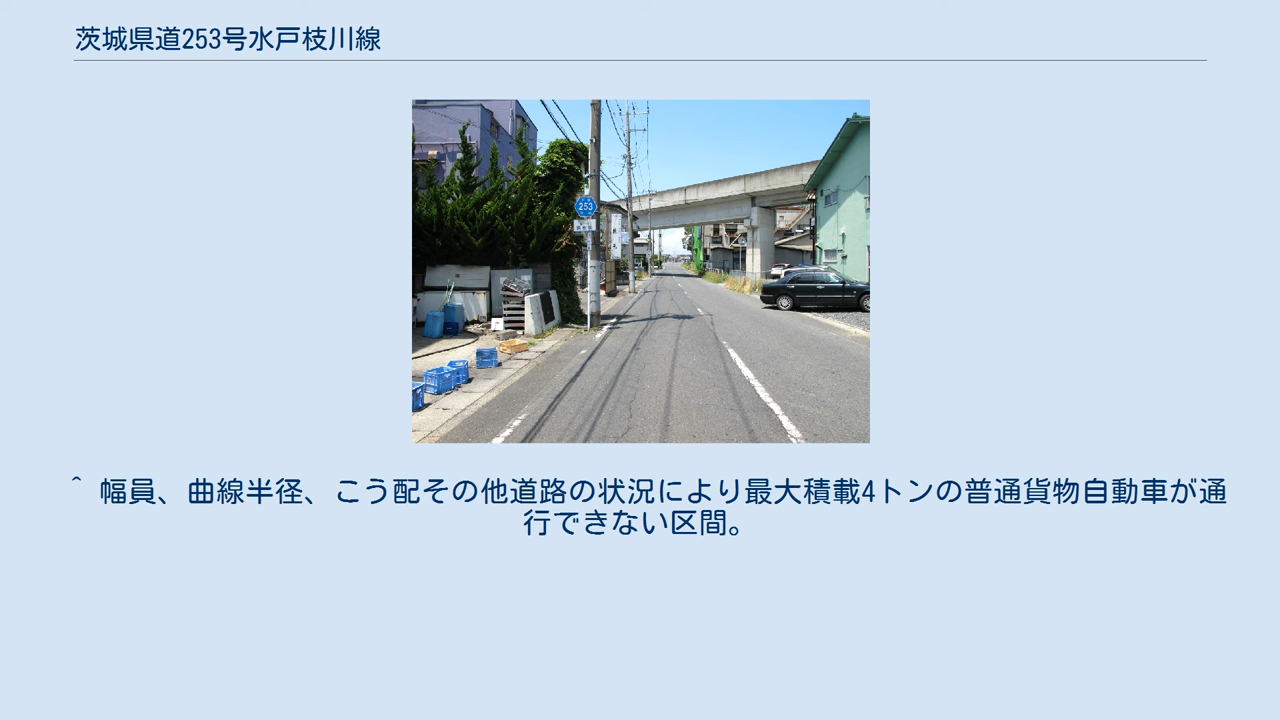 茨城県道253号水戸枝川線
253
^ 幅員、曲線半径、こう配その他道路の状況により最大積載4トンの普通貨物自動車が通
行できない区間。